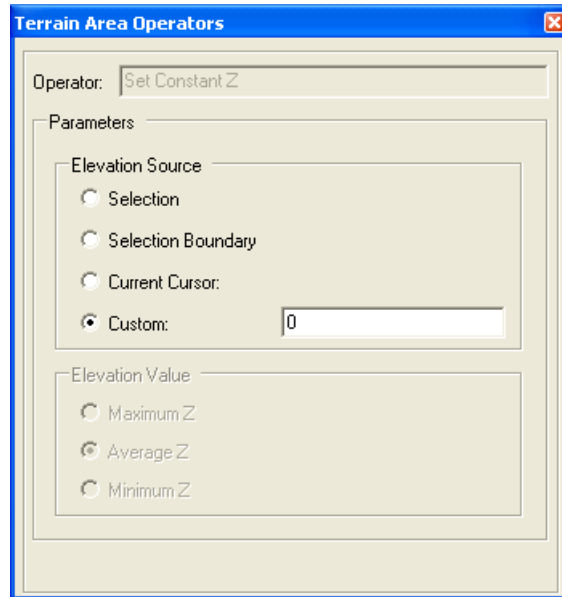 Terrain Area Operators
Operator: Set Constant Z
Parameters
Elevation Source
Selection
Selection Boundary
Current Cursor:
Custom: 0
Elevation Value
Maximum Z
Average Z
Minimum Z